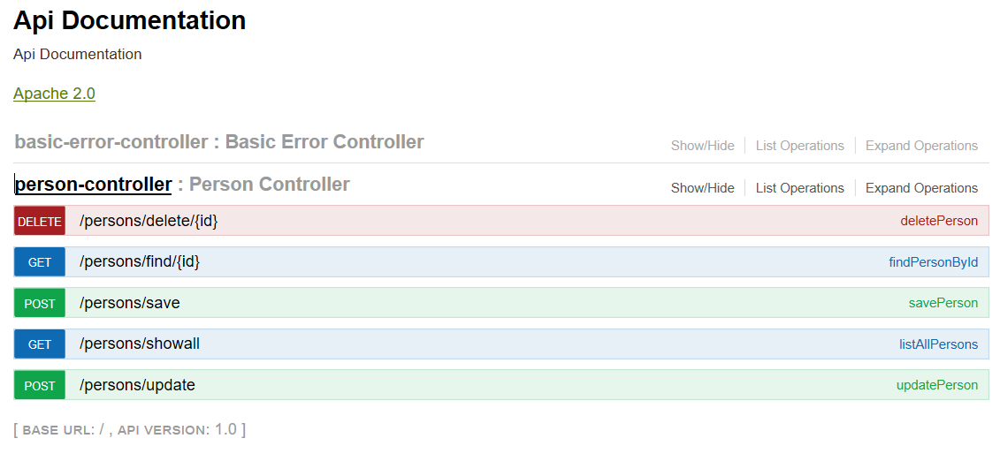 Api Documentation
Api Documentation
Apache 2.0
basic-error-controller : Basic Error Controller Show/Hide List Operations Expand Operations
person-controller : Person Controller Show/Hide List Operations Expand Operations
DELETE /persons/delete/{id} deletePerson
GET /persons/find/{id} findPersonById
POST /persons/save savePerson
GET /persons/showall listAllPersons
POST /persons/update updatePerson
[ BASE URL: / , API VERSION: 1.0 ]